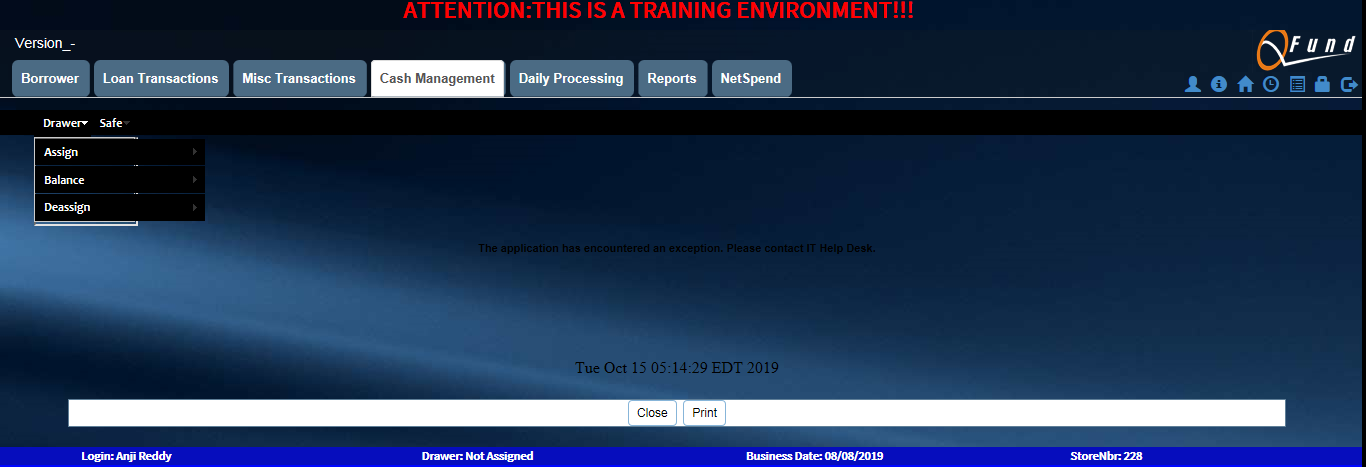 ATTENTION:THIS IS A TRAINING ENVIRONMENT!!!
Version_-
QFund
Borrower Loan Transactions Misc Transactions Cash Management Daily Processing Reports NetSpend
Drawer Safe
Assign
Balance
Deassign
The application has encountered an exception. Please contact IT Help Desk.
Tue Oct 15 05:14:29 EDT 2019
Close Print
Login: Anji Reddy Drawer: Not Assigned Business Date: 08/08/2019 StoreNbr: 228